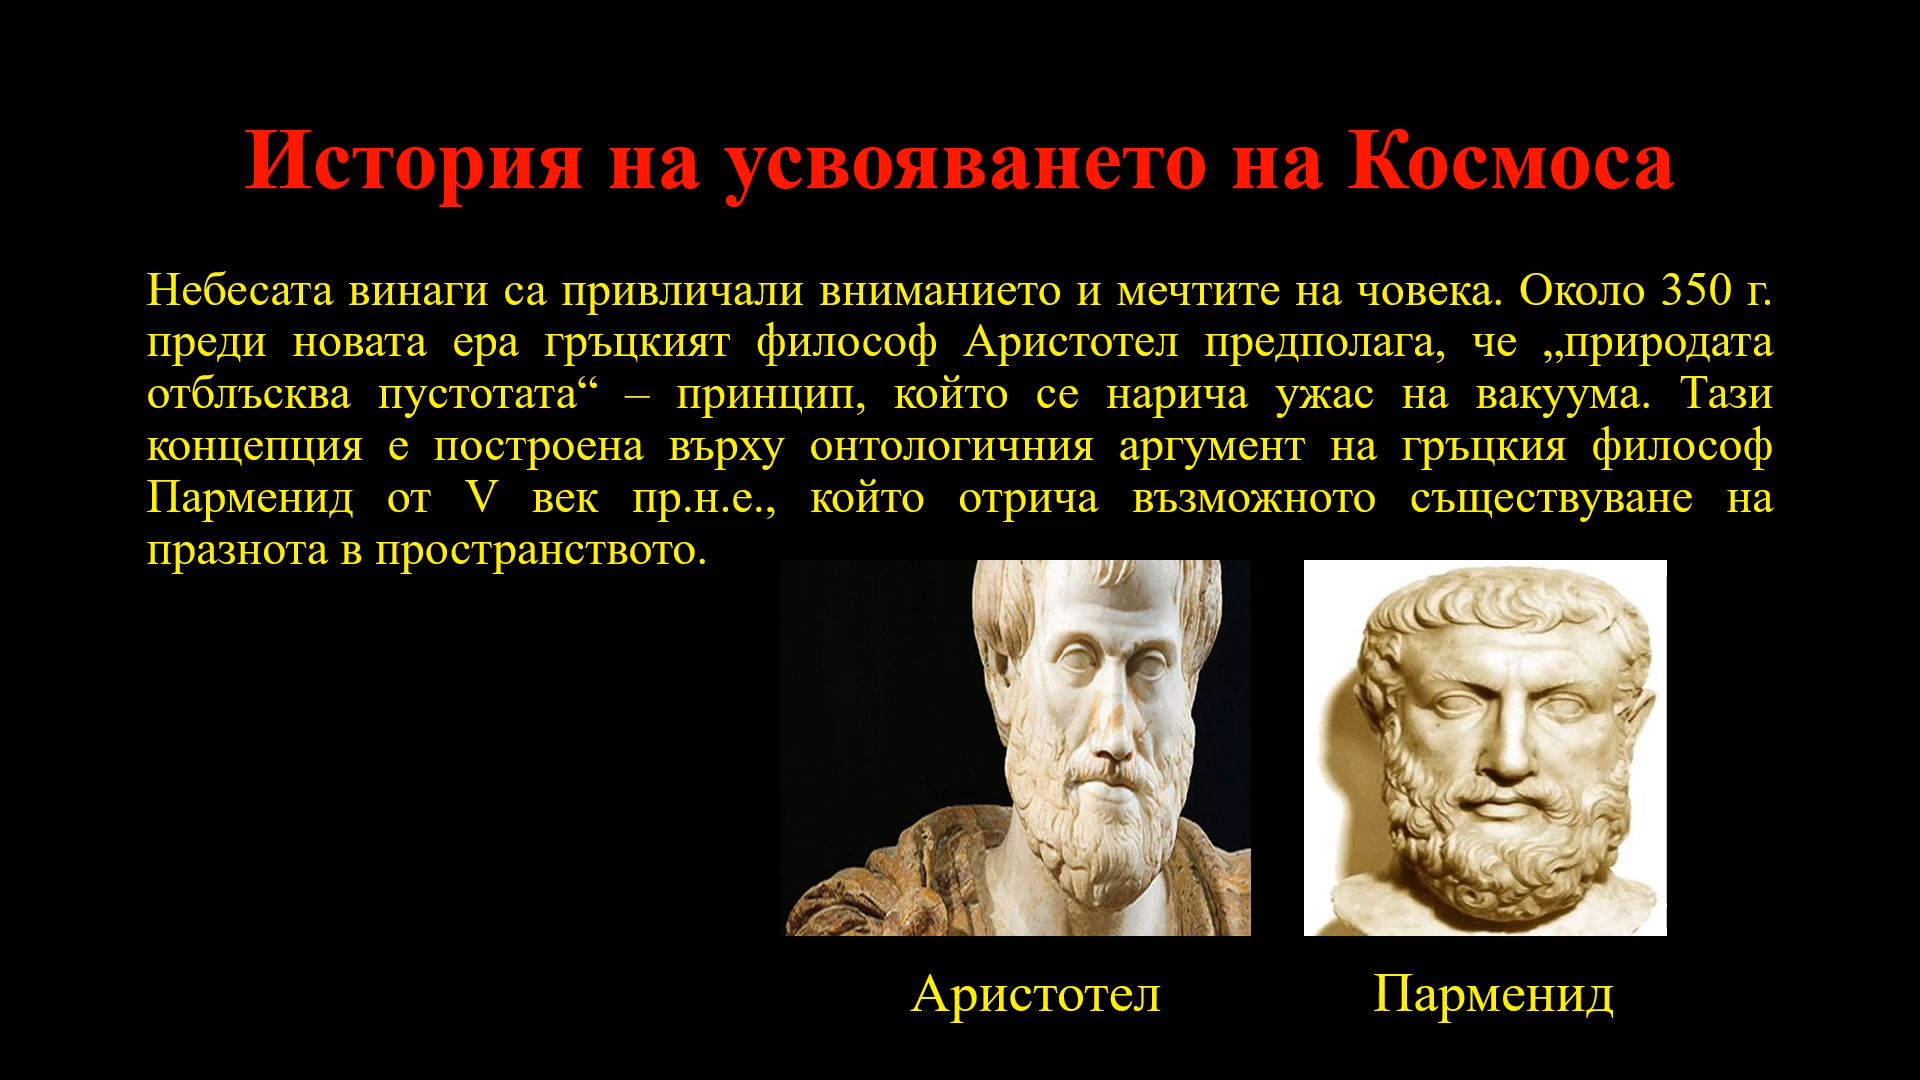 История на усвояването на Космоса
Небесата винаги са привличали вниманието и мечтите на човека. Около 350 г.
преди новата ера гръцкият философ Аристотел предполага, че „природата
отблъсква пустотата“ – принцип, който се нарича ужас на вакуума. Тази
концепция е построена върху онтологичния аргумент на гръцкия философ
Парменид от V век пр.н.е., който отрича възможното съществуване на
празнота в пространството.
Аристотел
Парменид